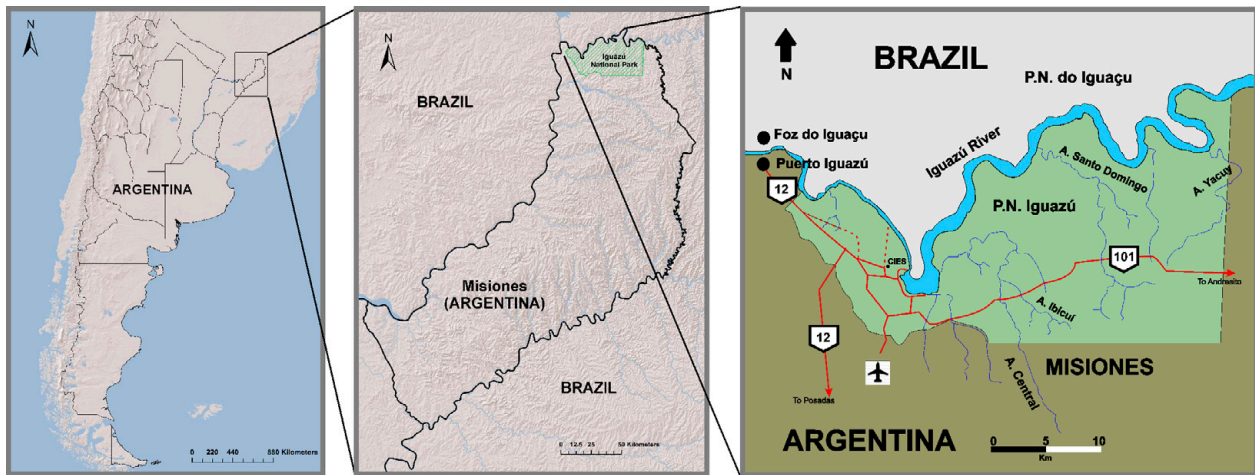 N
ARGENTINA
0 220 440 880 Kilometers
N
Iguazú
National Park
BRAZIL
Misiones
(ARGENTINA)
BRAZIL
0 12.5 25 50 Kilometers
N
BRAZIL
P.N. do Iguaçu
Foz do Iguaçu
Puerto Iguazú
Iguazú River
A. Santo Domingo
A. Yacuy
12
P.N. Iguazú
CIES
101
To Andresito
A. Ibicuí
12
A. Central
MISIONES
To Posadas
ARGENTINA
0 5 10
Km